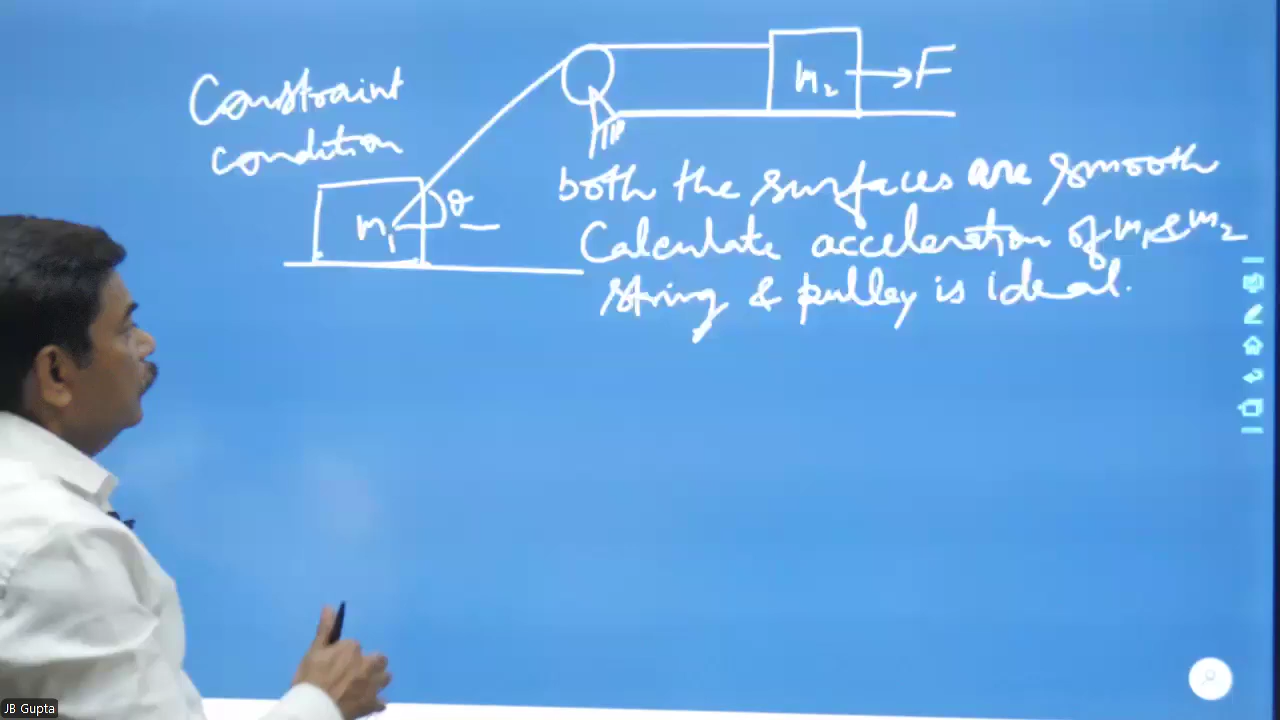 Constraint
condition
m₂ → F
m₁ θ
both the surfaces are smooth
Calculate acceleration of m₁ & m₂
string & pulley is ideal.
JB Gupta